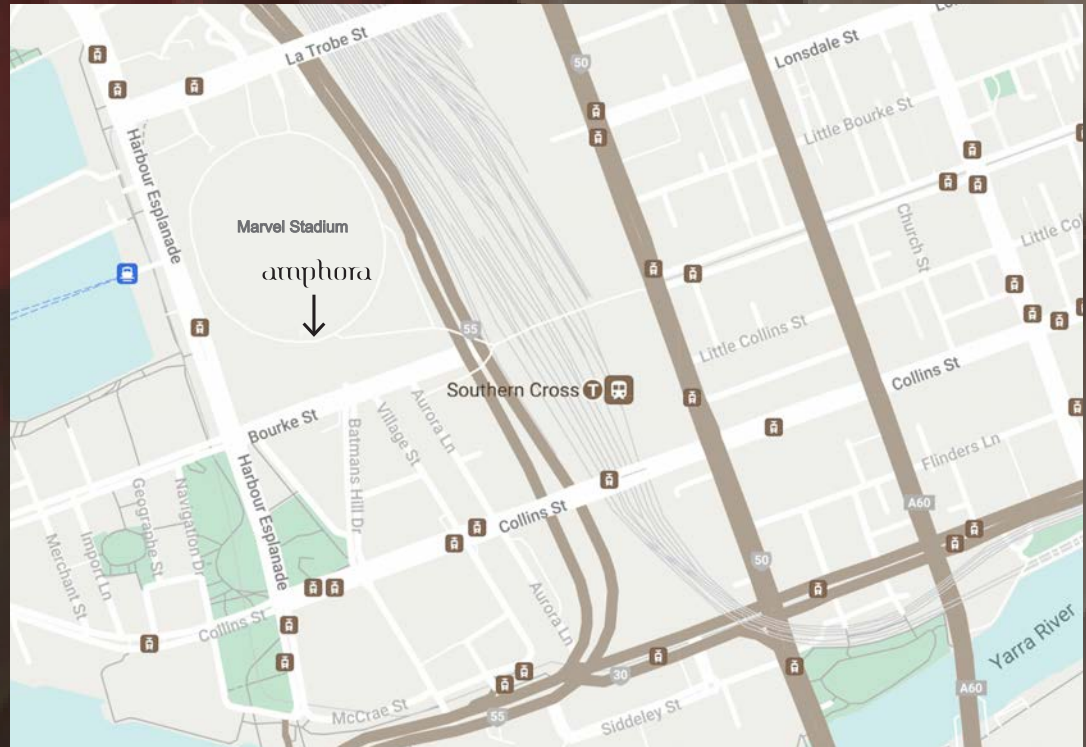 La Trobe St
50
Lonsdale St
Lo
Little Bourke St
Harbour Esplanade
Marvel Stadium
amphora
Church St
Little Co
55
Little Collins St
Southern Cross
T
Collins St
Bourke St
Village St
Aurora Ln
Batmans Hill Dr
Flinders Ln
Harbour Esplanade
Geographe St
Navigation Dr
Import Ln
Merchant St
Collins St
A60
50
Aurora Ln
Collins St
Yarra River
30
A60
McCrae St
55
Siddeley St